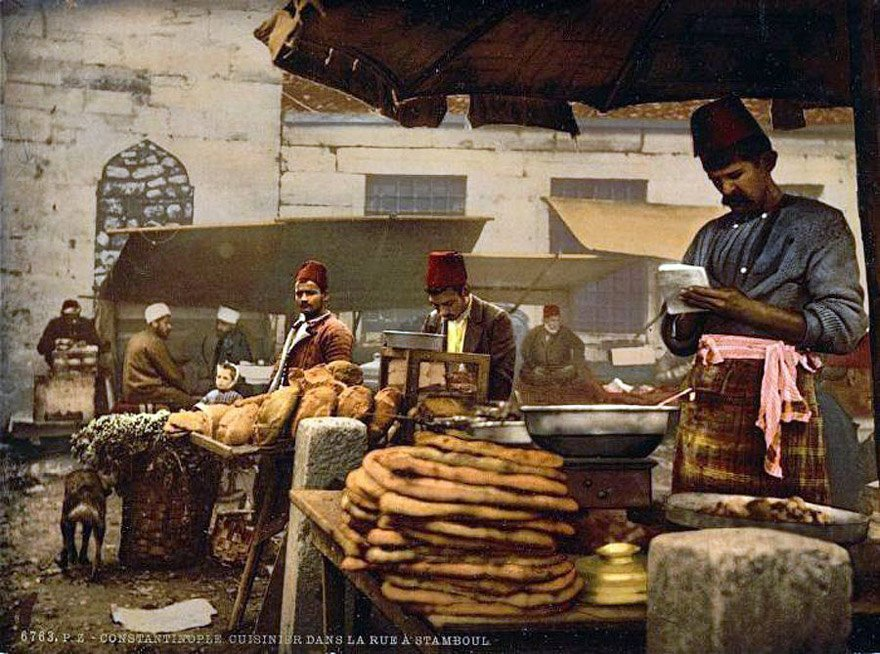 6763. P. Z - CONSTANTINOPLE CUISINIER DANS LA RUE À STAMBOUL